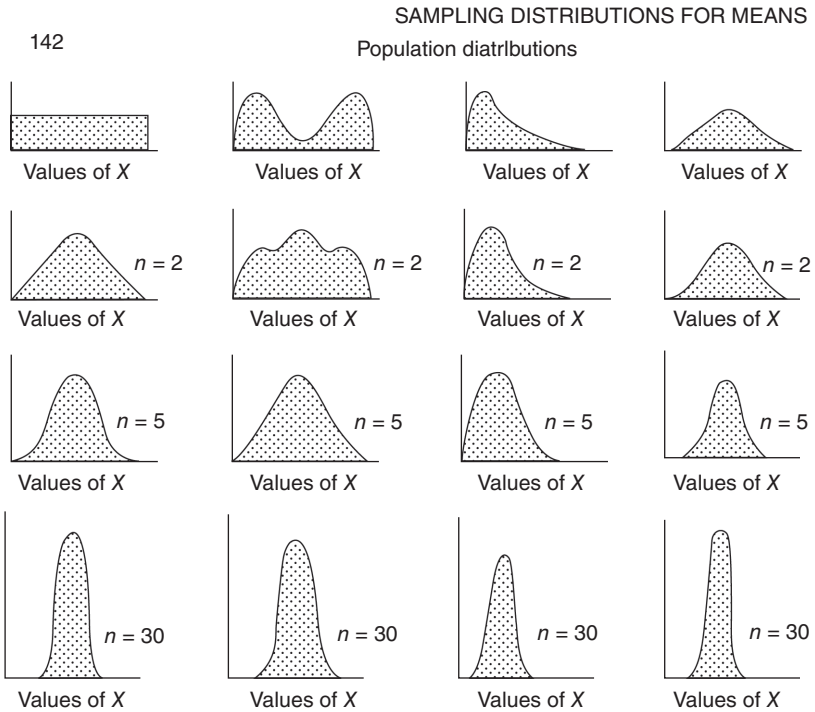 SAMPLING DISTRIBUTIONS FOR MEANS
142
Population diatrIbutions
Values of X Values of X Values of X Values of X
n = 2 n = 2 n = 2 n = 2
Values of X Values of X Values of X Values of X
n = 5 n = 5 n = 5 n = 5
Values of X Values of X Values of X Values of X
n = 30 n = 30 n = 30 n = 30
Values of X Values of X Values of X Values of X